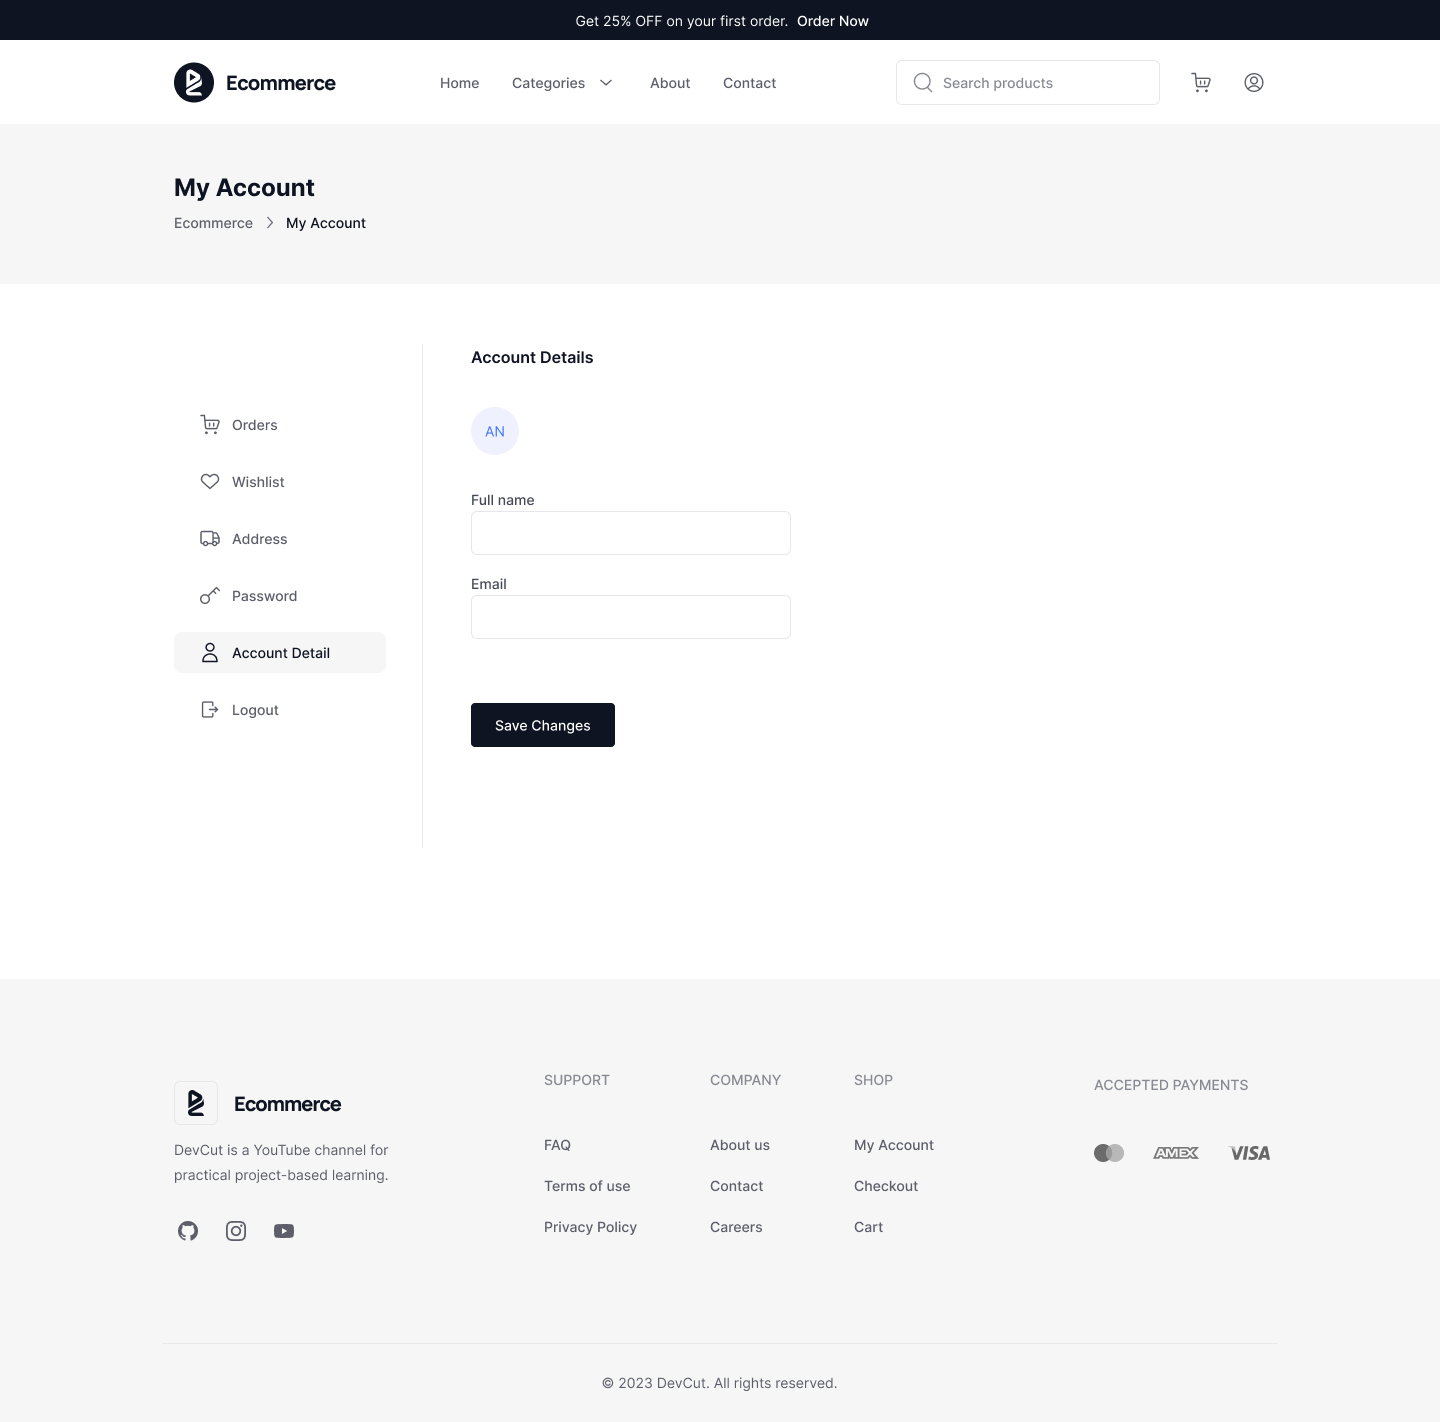 Get 25% OFF on your first order. Order Now
Ecommerce
Home
Categories
About
Contact
Search products
My Account
Ecommerce
My Account
Orders
Wishlist
Address
Password
Account Detail
Logout
Account Details
AN
Full name
Email
Save Changes
Ecommerce
DevCut is a YouTube channel for
practical project-based learning.
SUPPORT
FAQ
Terms of use
Privacy Policy
COMPANY
About us
Contact
Careers
SHOP
My Account
Checkout
Cart
ACCEPTED PAYMENTS
AMEX
VISA
© 2023 DevCut. All rights reserved.